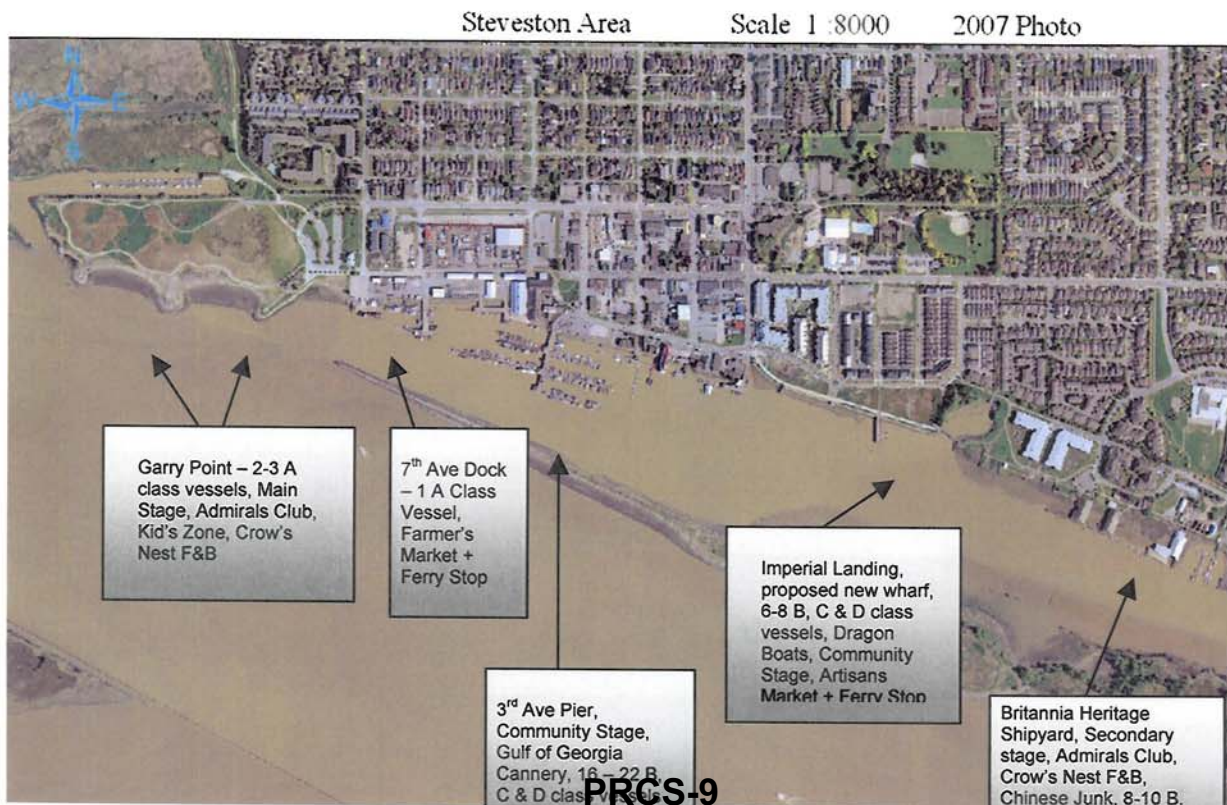 Steveston Area Scale 1 :8000 2007 Photo
N
W E
S
Garry Point – 2-3 A
class vessels, Main
Stage, Admirals Club,
Kid's Zone, Crow's
Nest F&B
7th Ave Dock
– 1 A Class
Vessel,
Farmer's
Market +
Ferry Stop
3rd Ave Pier,
Community Stage,
Gulf of Georgia
Cannery, 16 – 22 B,
C & D class vessels
Imperial Landing,
proposed new wharf,
6-8 B, C & D class
vessels, Dragon
Boats, Community
Stage, Artisans
Market + Ferry Stop
Britannia Heritage
Shipyard, Secondary
stage, Admirals Club,
Crow's Nest F&B,
Chinese Junk, 8-10 B,
PRCS-9